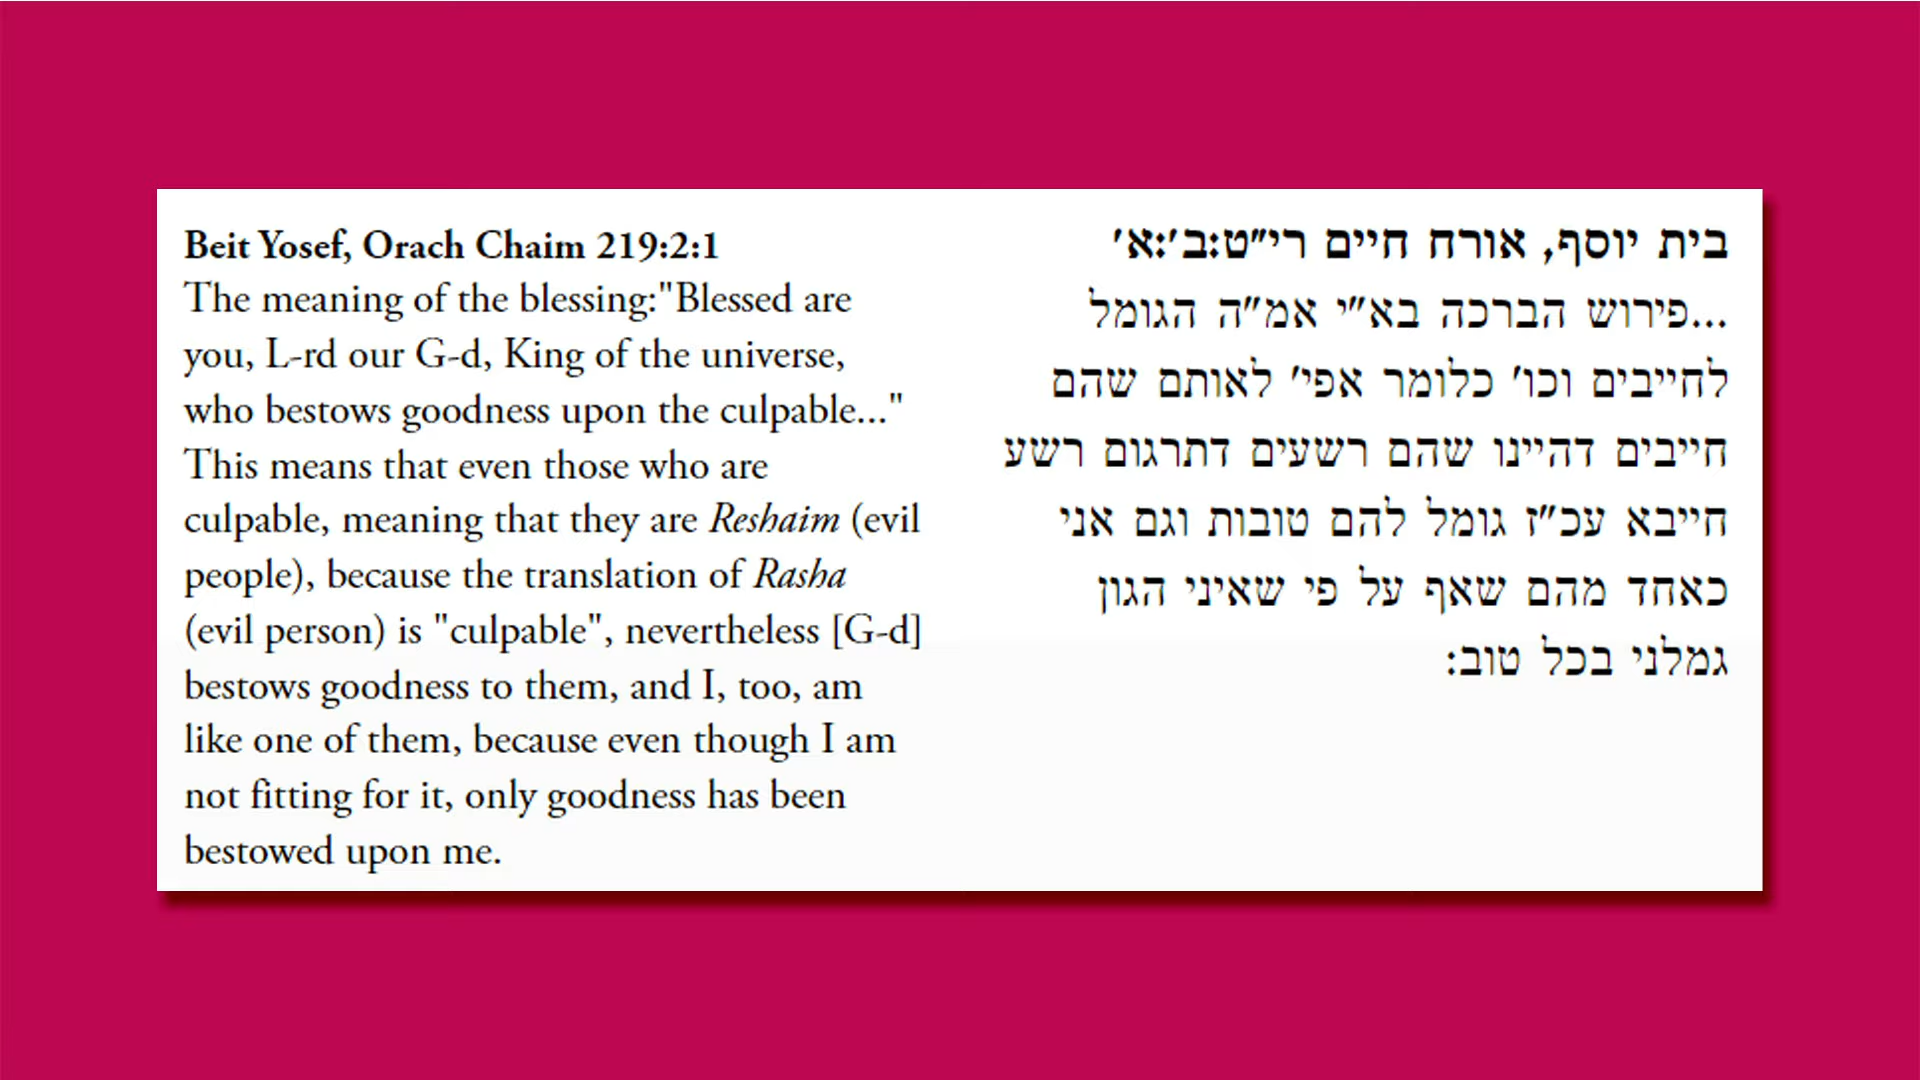 Beit Yosef, Orach Chaim 219:2:1
The meaning of the blessing:"Blessed are
you, L-rd our G-d, King of the universe,
who bestows goodness upon the culpable..."
This means that even those who are
culpable, meaning that they are Reshaim (evil
people), because the translation of Rasha
(evil person) is "culpable", nevertheless [G-d]
bestows goodness to them, and I, too, am
like one of them, because even though I am
not fitting for it, only goodness has been
bestowed upon me.
בית יוסף, אורח חיים רי״ט:ב׳:א׳
...פירוש הברכה בא״י אמ״ה הגומל
לחייבים וכו׳ כלומר אפי׳ לאותם שהם
חייבים דהיינו שהם רשעים דתרגום רשע
חייבא עכ״ז גומל להם טובות וגם אני
כאחד מהם שאף על פי שאיני הגון
גמלני בכל טוב: